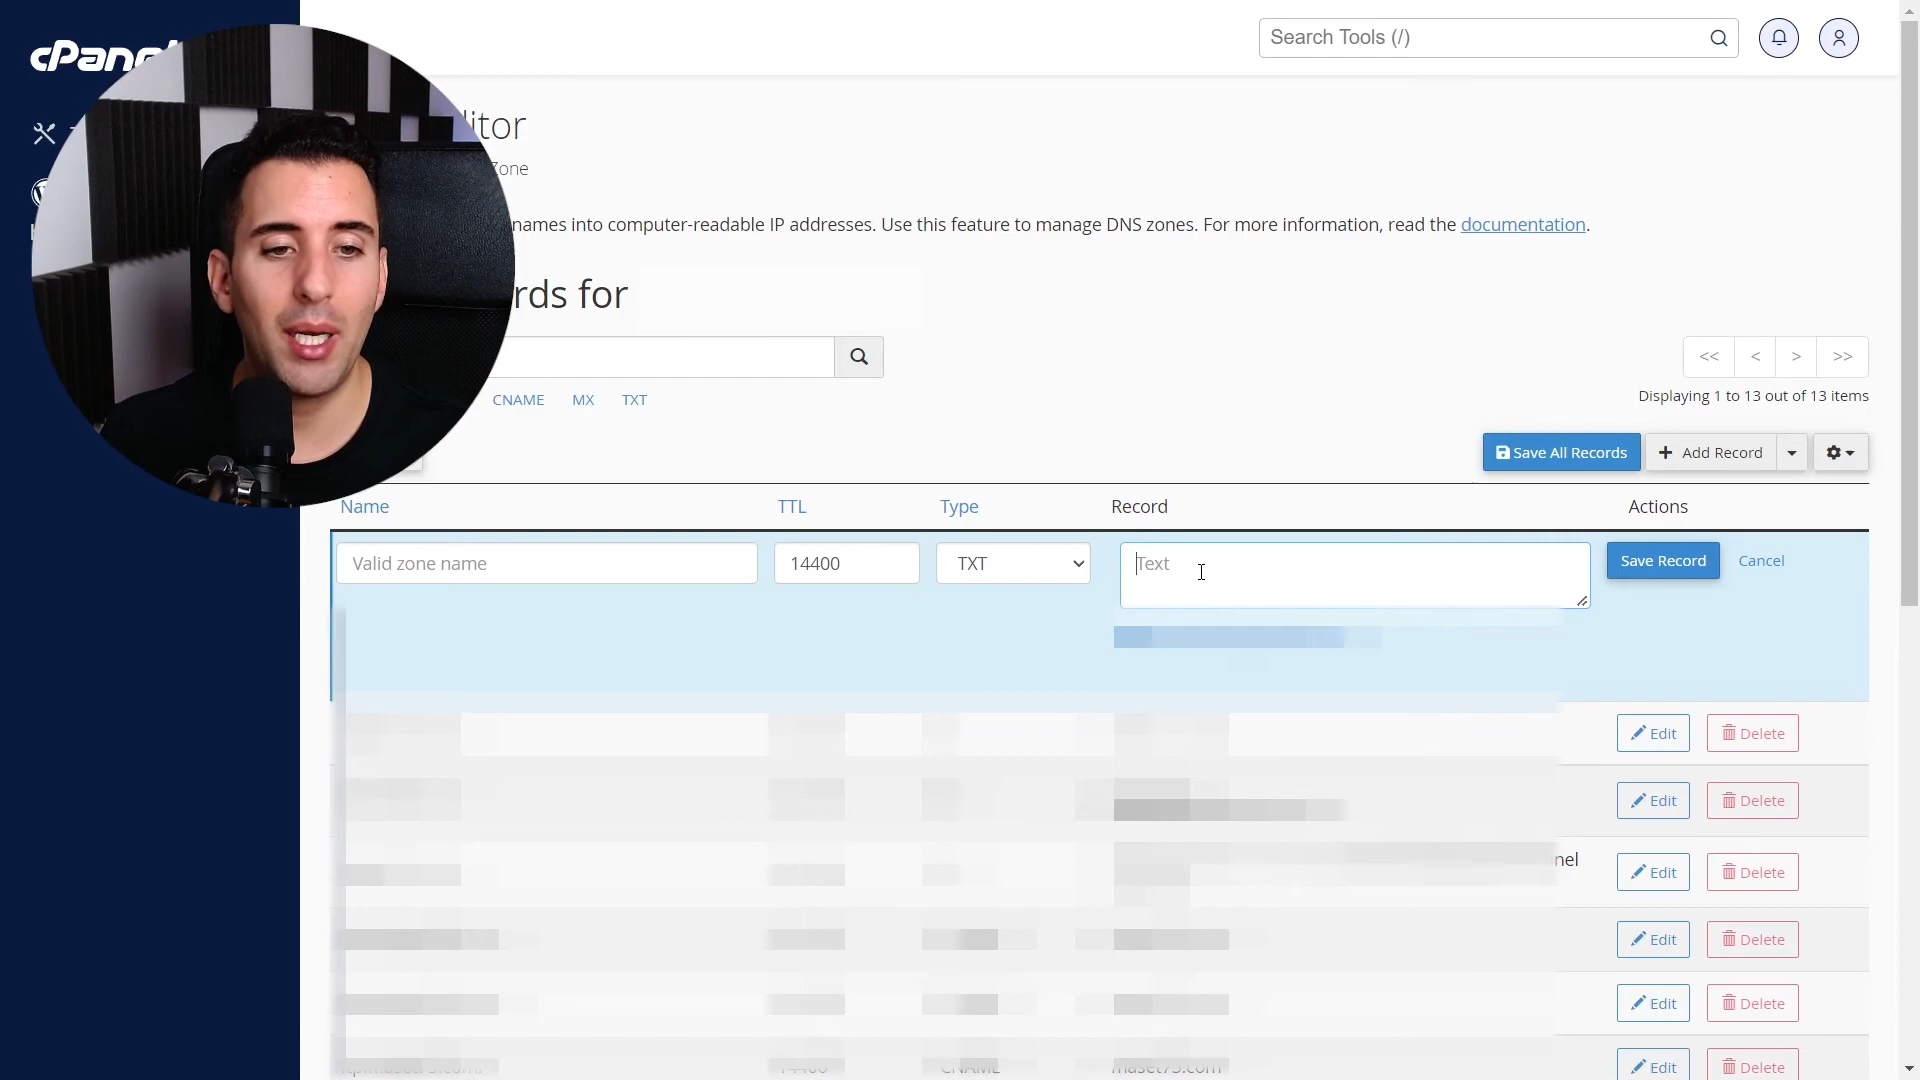 Search Tools (/)
itor
Zone
names into computer-readable IP addresses. Use this feature to manage DNS zones. For more information, read the documentation.
rds for
<< < > >>
CNAME MX TXT
Displaying 1 to 13 out of 13 items
Save All Records + Add Record
Name TTL Type Record Actions
Valid zone name 14400 TXT Text Save Record Cancel
Edit Delete
Edit Delete
nel
Edit Delete
Edit Delete
Edit Delete
14400 CNAME Edit Delete